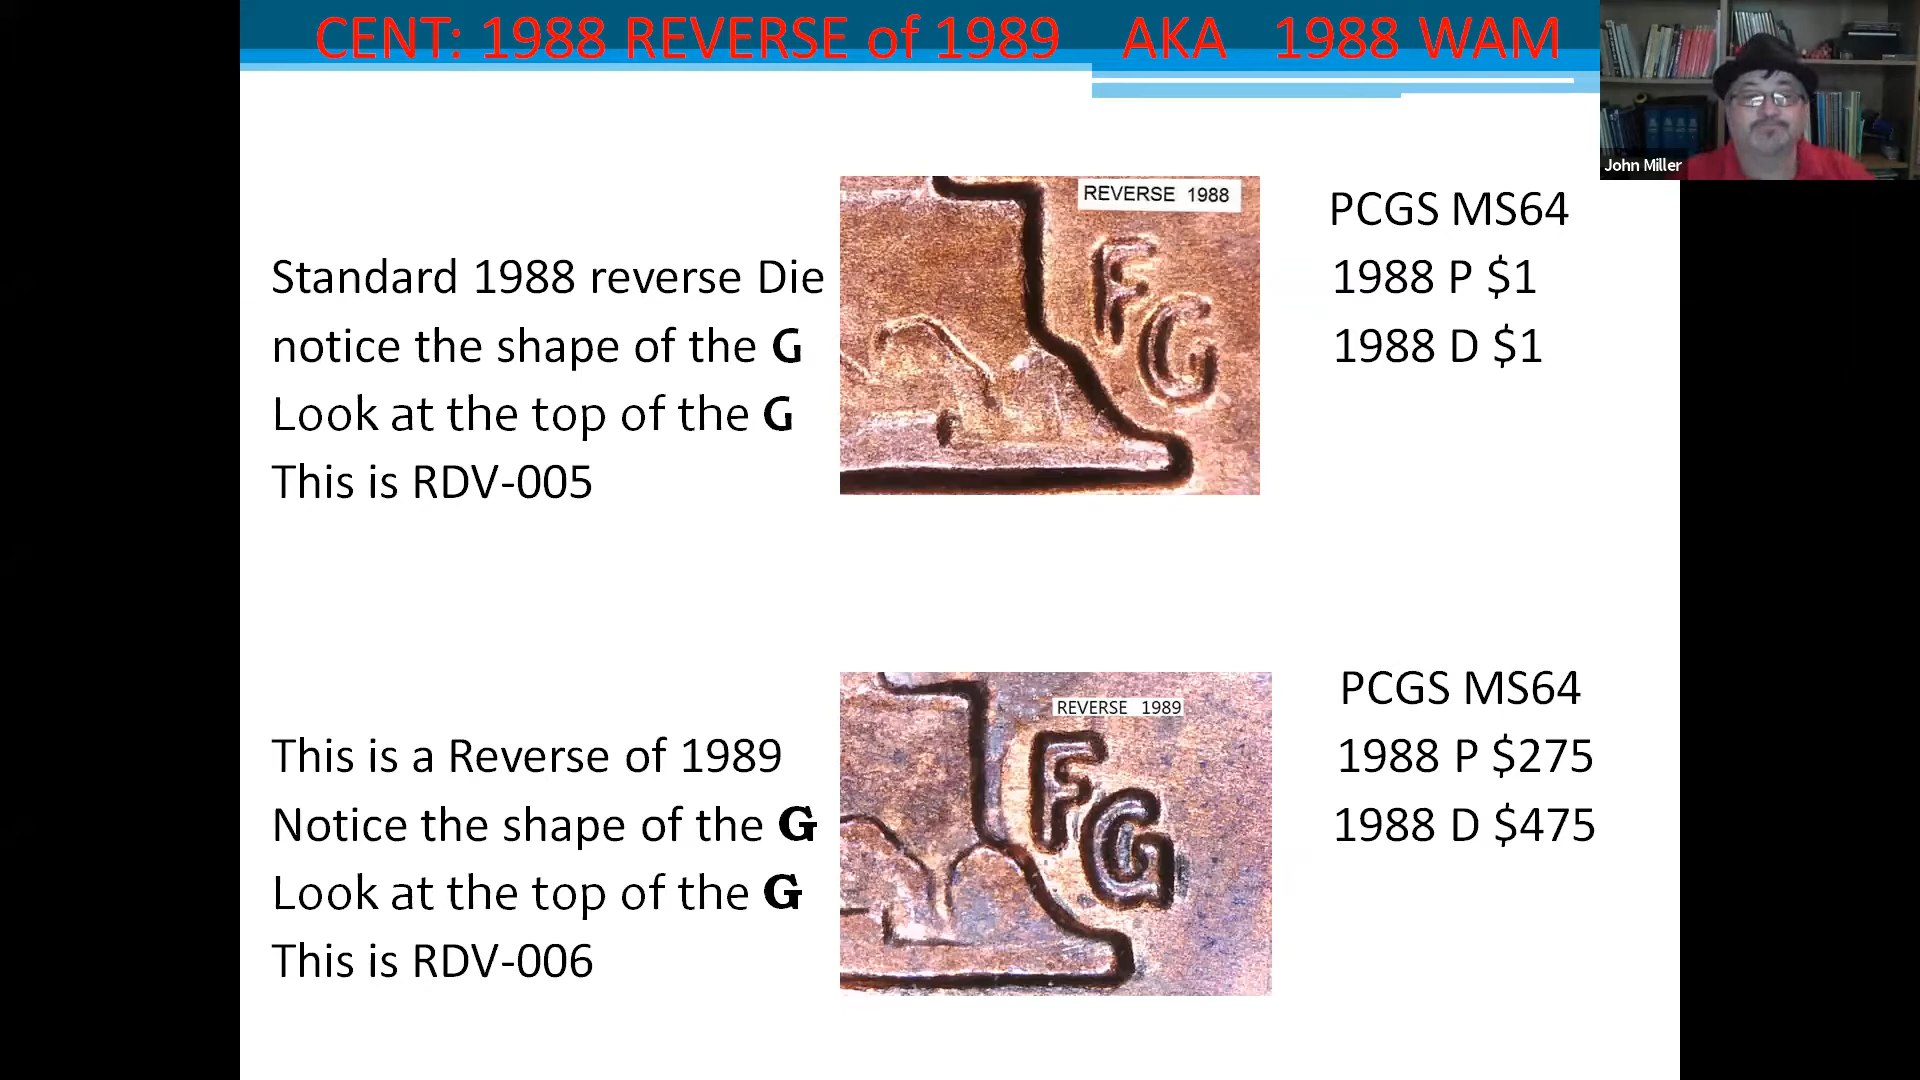 CENT: 1988 REVERSE of 1989 AKA 1988 WAM
John Miller
Standard 1988 reverse Die
notice the shape of the G
Look at the top of the G
This is RDV-005
REVERSE 1988
FG
PCGS MS64
1988 P $1
1988 D $1
This is a Reverse of 1989
Notice the shape of the G
Look at the top of the G
This is RDV-006
REVERSE 1989
FG
PCGS MS64
1988 P $275
1988 D $475